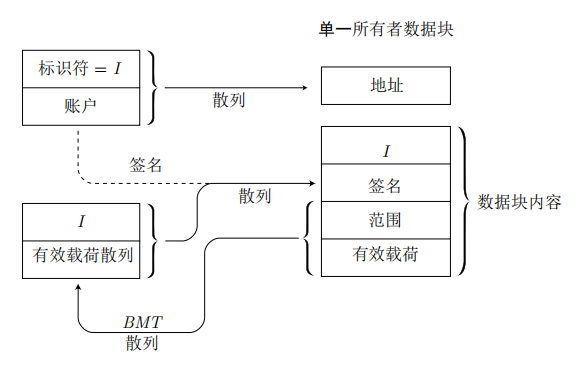 单一所有者数据块
标识符 = I
账户
散列
地址
签名
散列
I
签名
范围
有效载荷
数据块内容
I
有效载荷散列
BMT
散列